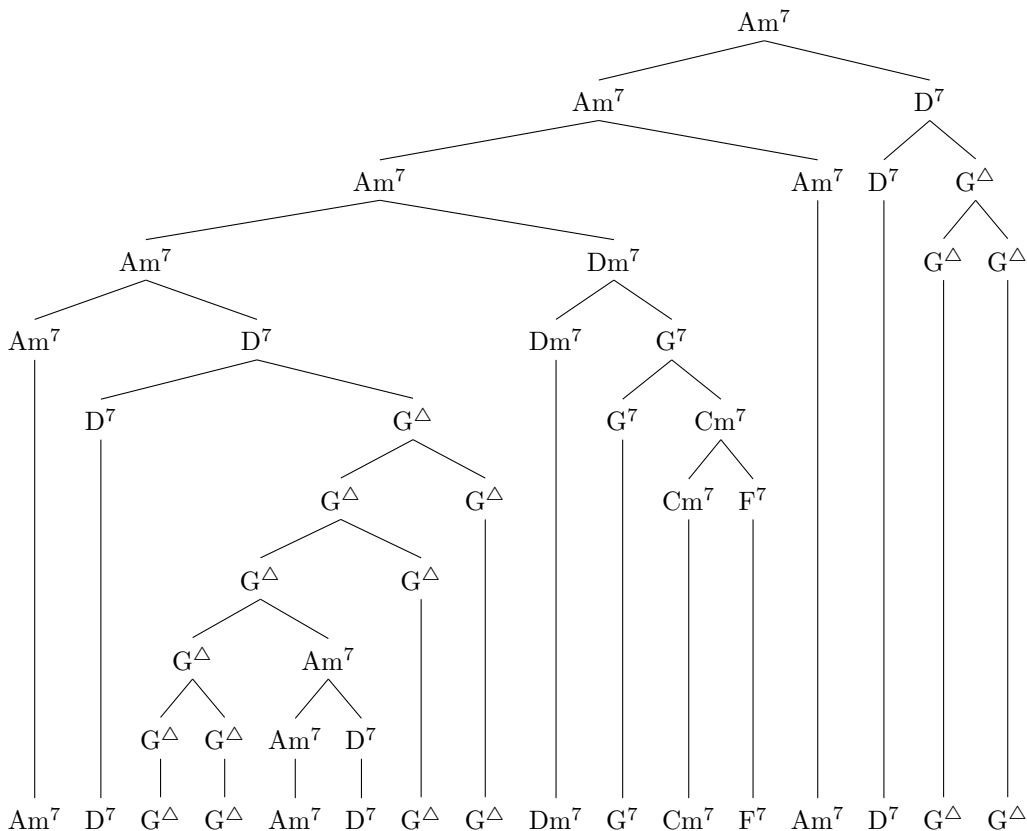 Am⁷
Am⁷ D⁷
Am⁷ Am⁷ D⁷ G△
Am⁷ Dm⁷ G△ G△
Am⁷ D⁷ Dm⁷ G⁷
D⁷ G△ G⁷ Cm⁷
G△ G△ Cm⁷ F⁷
G△ G△
G△ Am⁷
G△ G△ Am⁷ D⁷
Am⁷ D⁷ G△ G△ Am⁷ D⁷ G△ G△ Dm⁷ G⁷ Cm⁷ F⁷ Am⁷ D⁷ G△ G△